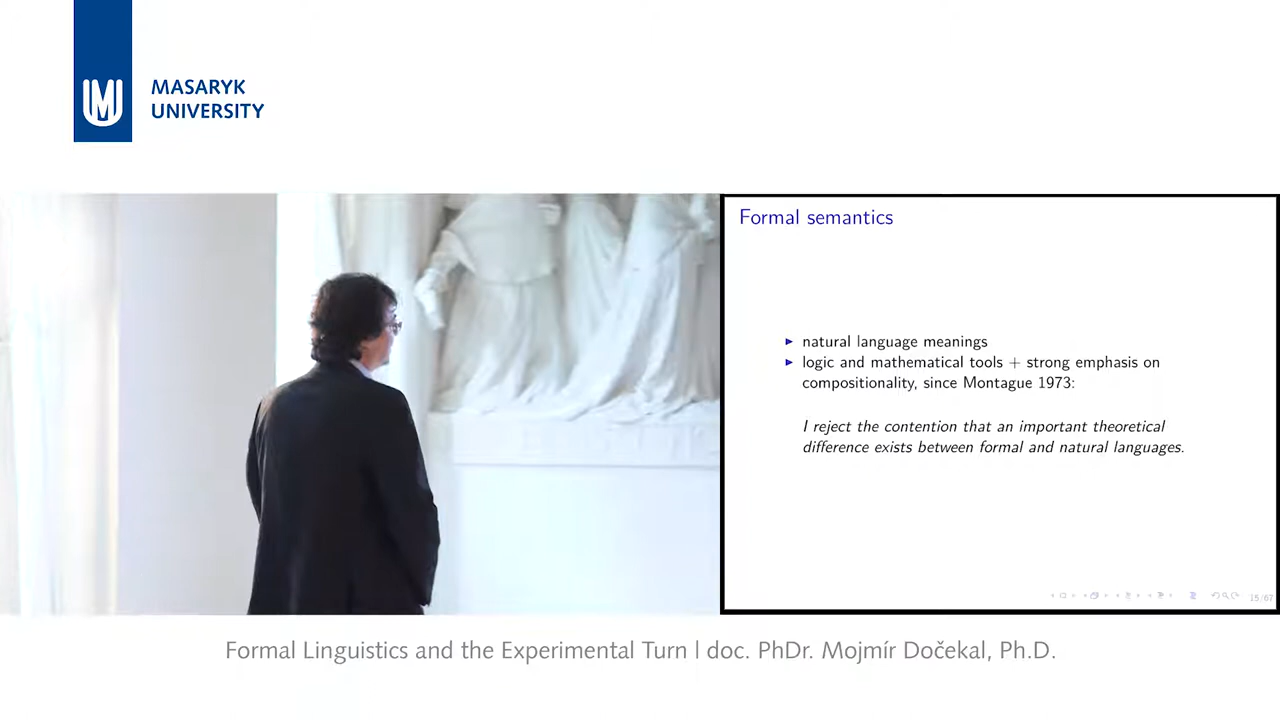 MASARYK
UNIVERSITY
Formal semantics
natural language meanings
logic and mathematical tools + strong emphasis on
compositionality, since Montague 1973:
I reject the contention that an important theoretical
difference exists between formal and natural languages.
15/67
Formal Linguistics and the Experimental Turn | doc. PhDr. Mojmír Dočekal, Ph.D.